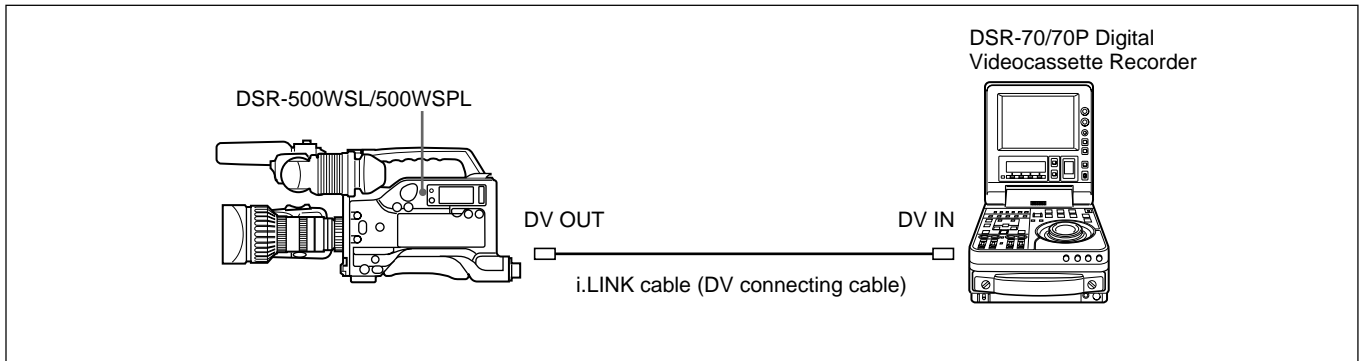 DSR-70/70P Digital
Videocassette Recorder
DSR-500WSL/500WSPL
DV OUT
DV IN
i.LINK cable (DV connecting cable)